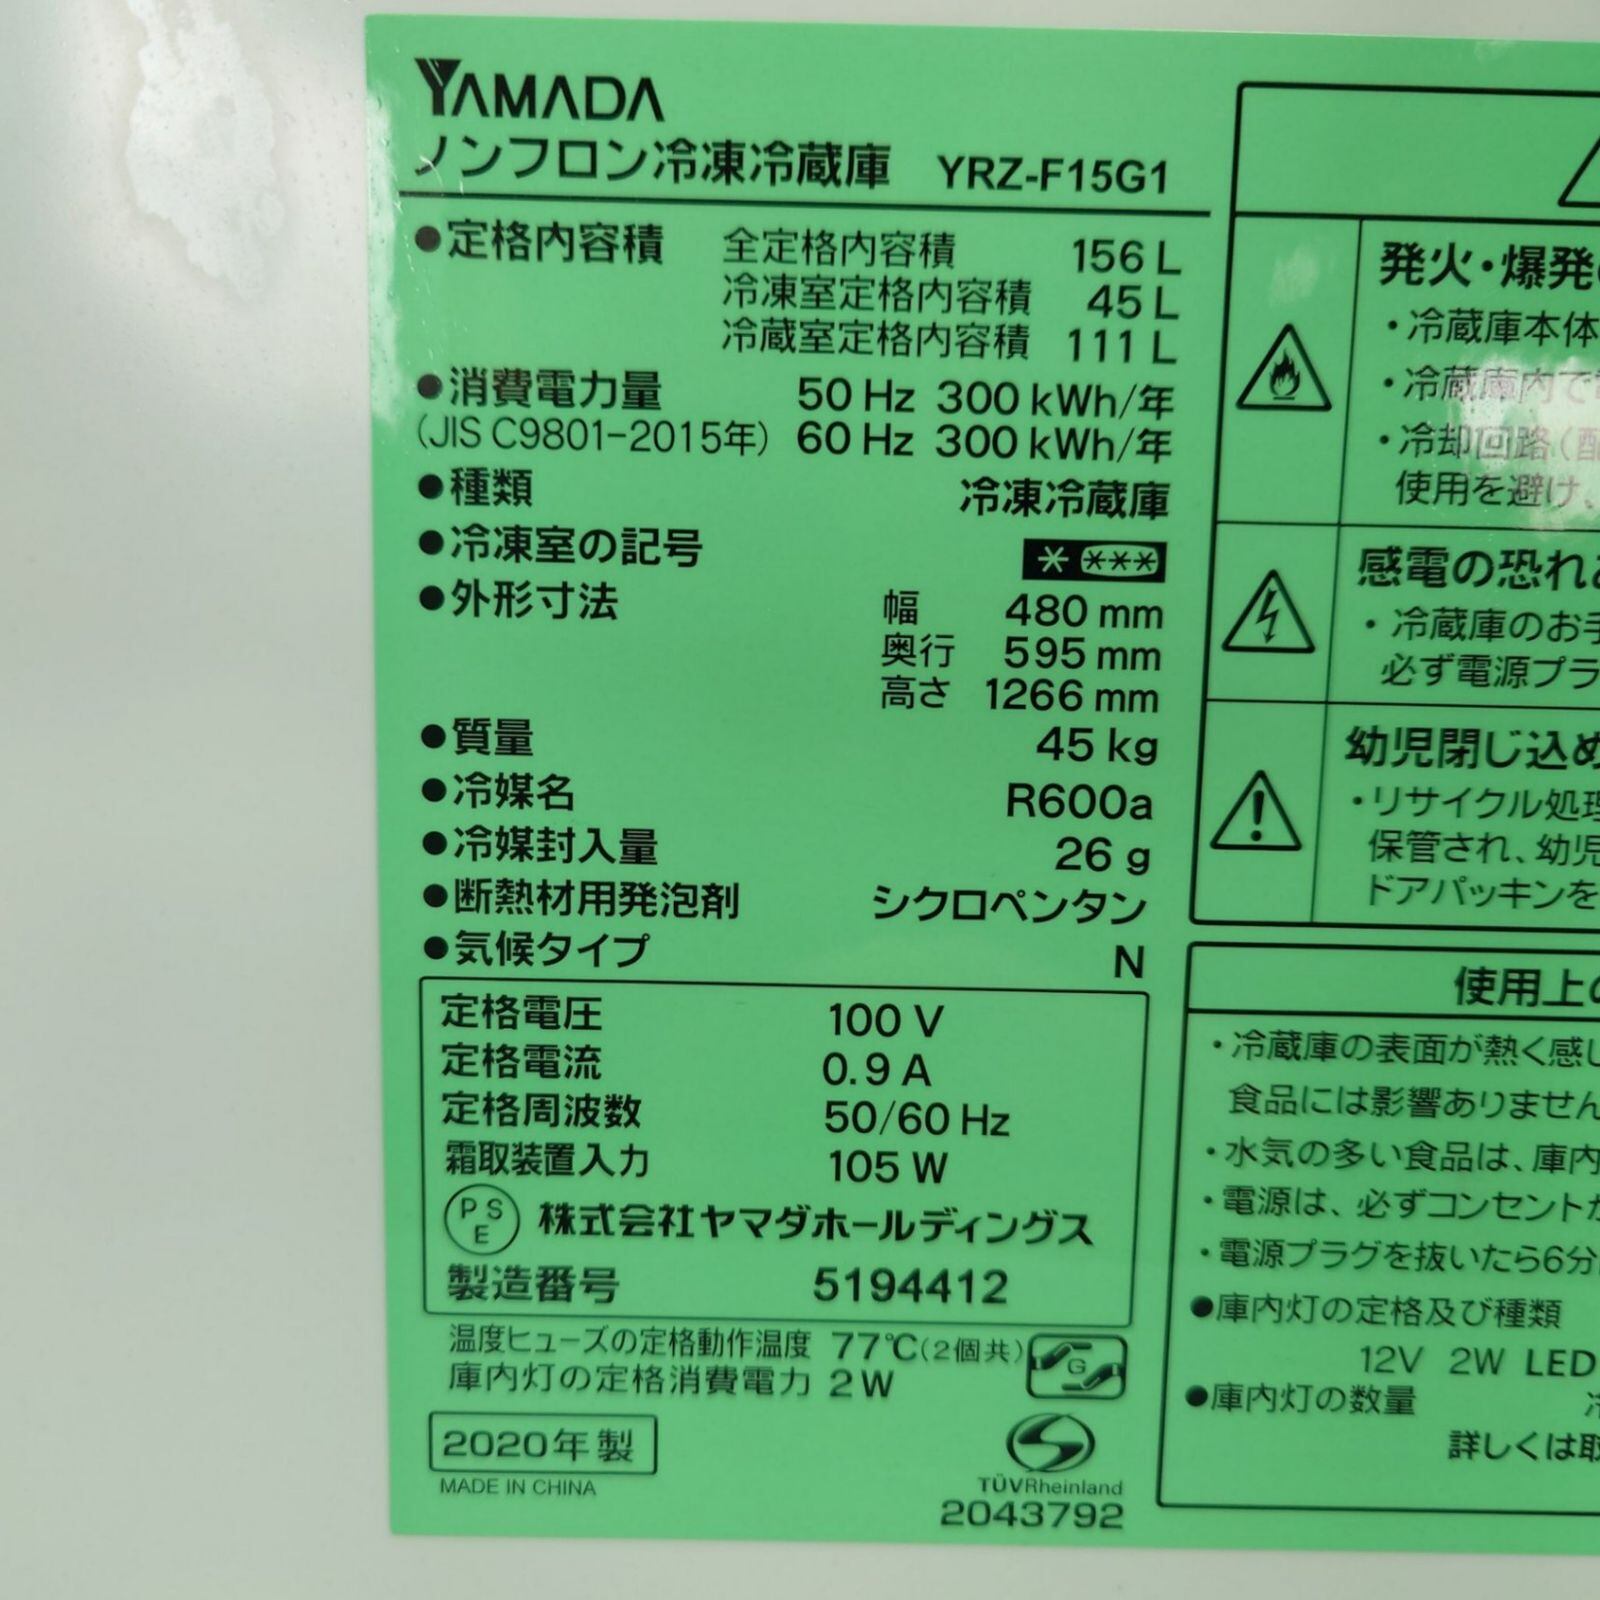 YAMADA
ノンフロン冷凍冷蔵庫 YRZ-F15G1
●定格内容積 全定格内容積 156 L
冷凍室定格内容積 45 L
冷蔵室定格内容積 111 L
●消費電力量 50 Hz 300 kWh/年
(JIS C9801-2015年) 60 Hz 300 kWh/年
●種類 冷凍冷蔵庫
●冷凍室の記号 * ***
●外形寸法 幅 480 mm
奥行 595 mm
高さ 1266 mm
●質量 45 kg
●冷媒名 R600a
●冷媒封入量 26 g
●断熱材用発泡剤 シクロペンタン
●気候タイプ N
定格電圧 100 V
定格電流 0.9 A
定格周波数 50/60 Hz
霜取装置入力 105 W
PSE 株式会社ヤマダホールディングス
製造番号 5194412
温度ヒューズの定格動作温度 77℃(2個共)
庫内灯の定格消費電力 2W
G
2020年製
MADE IN CHINA
TÜVRheinland
2043792
発火・爆発
・冷蔵庫本体
・冷蔵庫内で
・冷却回路(配
使用を避け、
感電の恐れ
・冷蔵庫のお手
必ず電源プラ
幼児閉じ込め
・リサイクル処理
保管され、幼児
ドアパッキンを
使用上の
・冷蔵庫の表面が熱く感じ
食品には影響ありません
・水気の多い食品は、庫内
・電源は、必ずコンセントか
・電源プラグを抜いたら6分
●庫内灯の定格及び種類
12V 2W LED
●庫内灯の数量 冷
詳しくは取